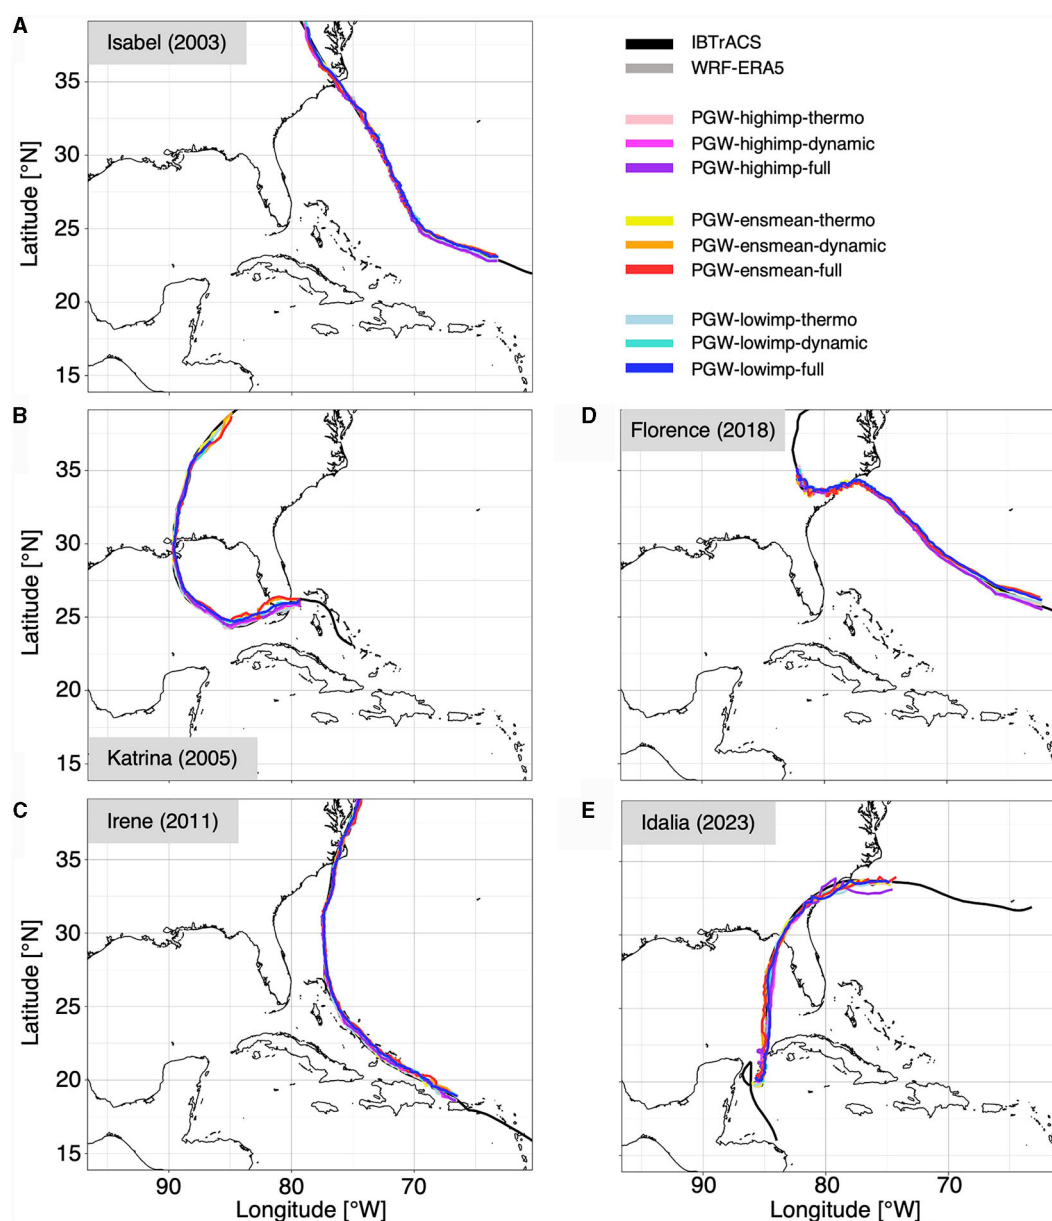 A
Isabel (2003)
Latitude [°N]
35
30
25
20
15
IBTrACS
WRF-ERA5
PGW-highimp-thermo
PGW-highimp-dynamic
PGW-highimp-full
PGW-ensmean-thermo
PGW-ensmean-dynamic
PGW-ensmean-full
PGW-lowimp-thermo
PGW-lowimp-dynamic
PGW-lowimp-full
B
Katrina (2005)
Latitude [°N]
35
30
25
20
15
D
Florence (2018)
C
Irene (2011)
Latitude [°N]
35
30
25
20
15
90
80
70
Longitude [°W]
E
Idalia (2023)
90
80
70
Longitude [°W]